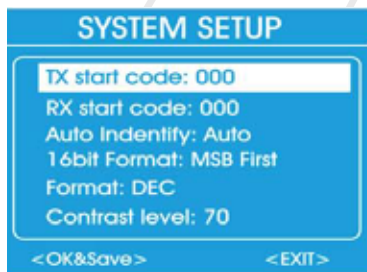 SYSTEM SETUP
TX start code: 000
RX start code: 000
Auto Indentify: Auto
16bit Format: MSB First
Format: DEC
Contrast level: 70
<OK&Save> <EXIT>